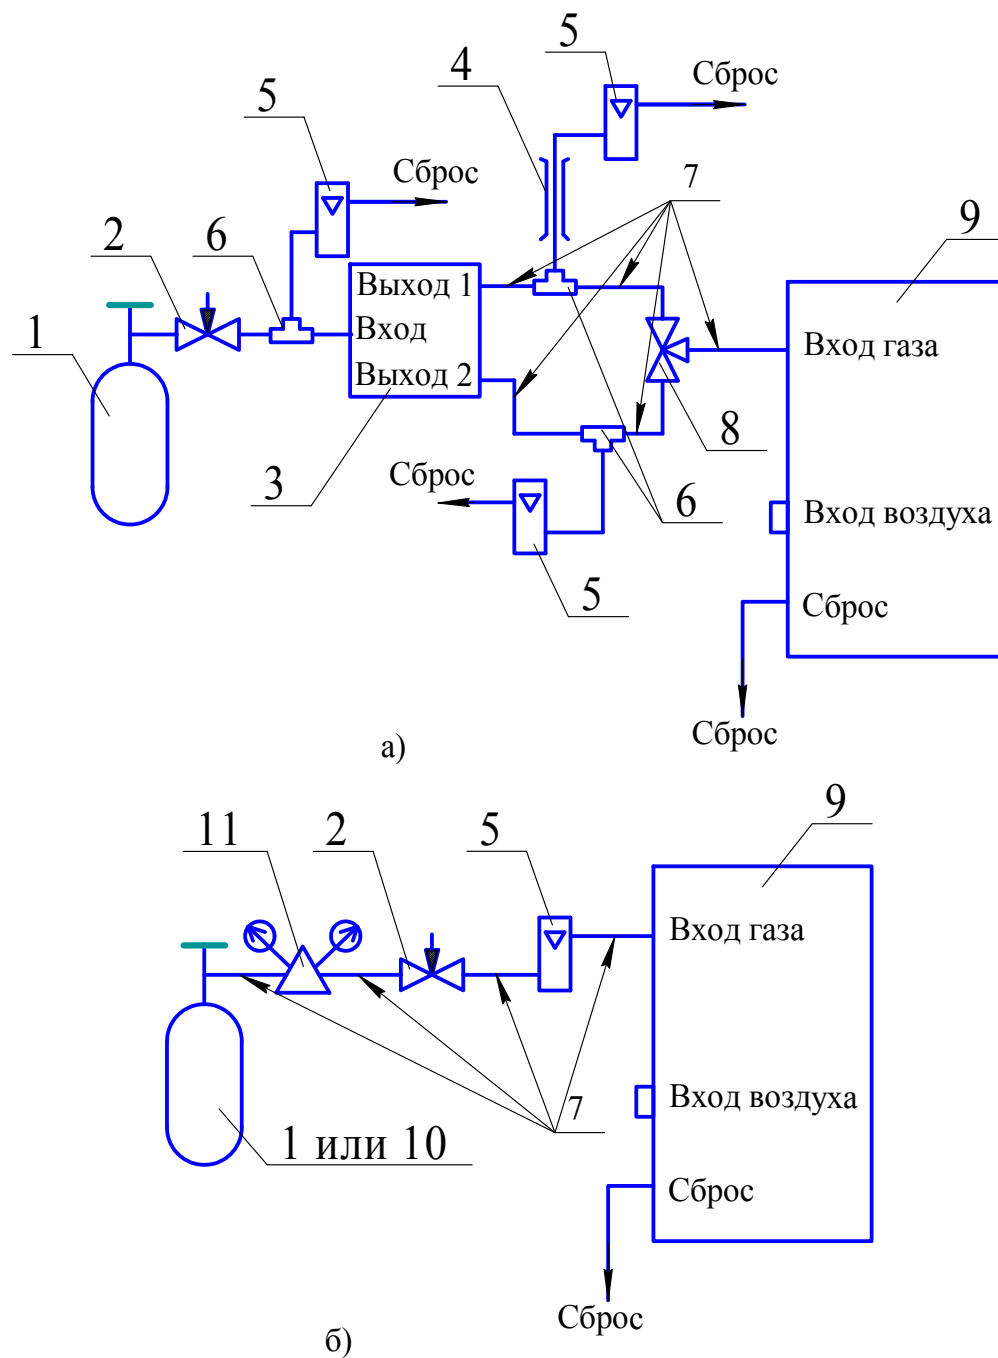 5
Сброс
4
5
Сброс
7
6
2
9
Выход 1
1
Вход
Вход газа
Выход 2
8
Сброс
3
6
Вход воздуха
5
Сброс
Сброс
а)
9
11
2
5
Вход газа
7
Вход воздуха
1 или 10
Сброс
Сброс
б)